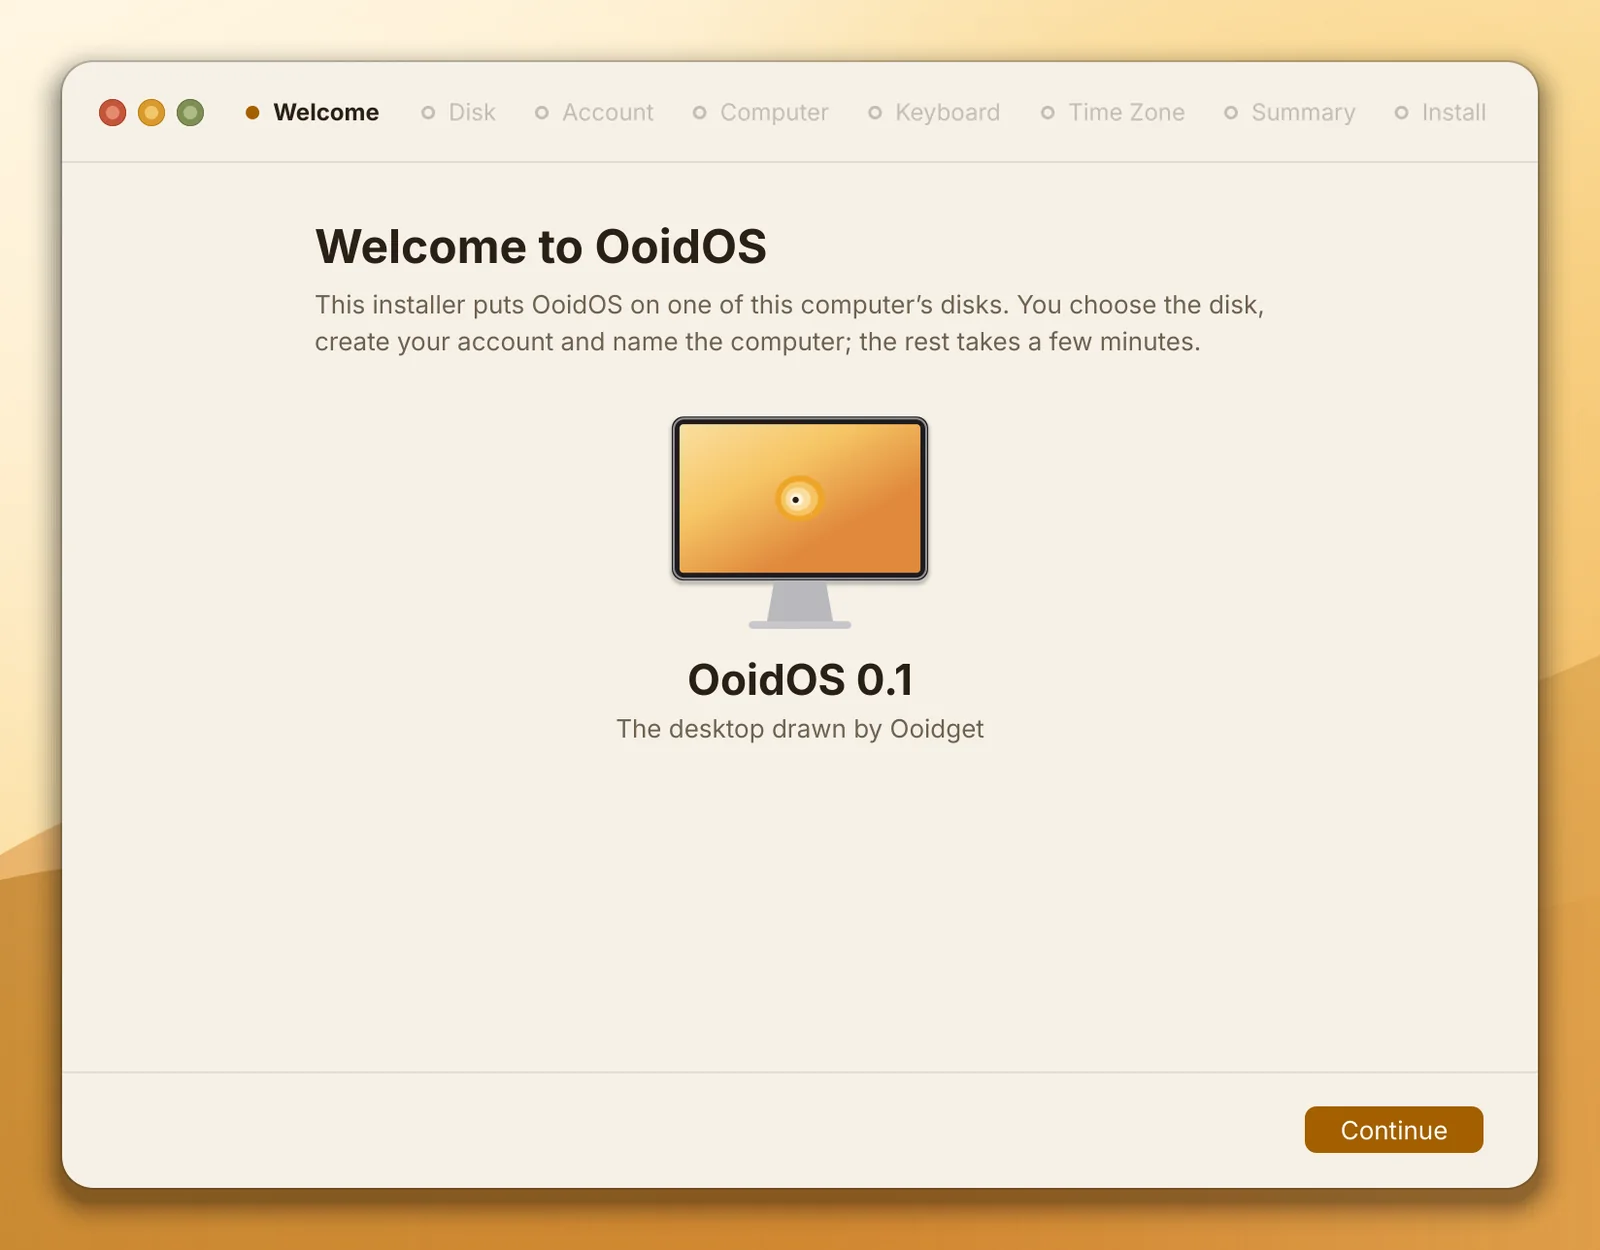 Welcome
Disk
Account
Computer
Keyboard
Time Zone
Summary
Install
Welcome to OoidOS
This installer puts OoidOS on one of this computer’s disks. You choose the disk,
create your account and name the computer; the rest takes a few minutes.
OoidOS 0.1
The desktop drawn by Ooidget
Continue